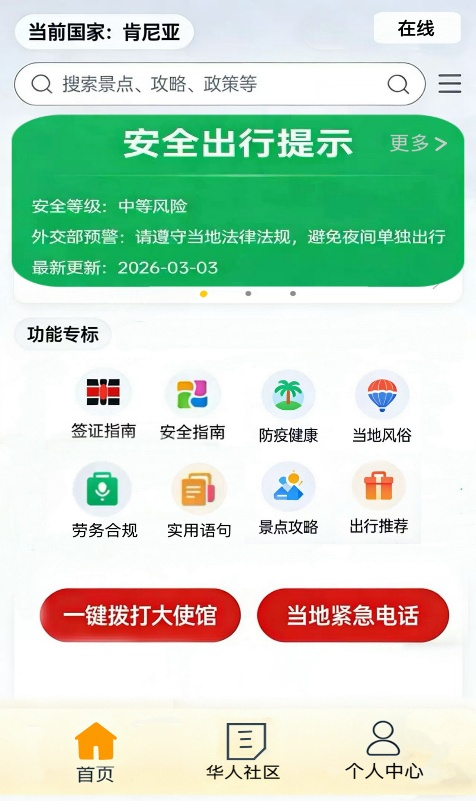 当前国家：肯尼亚
在线
搜索景点、攻略、政策等
安全出行提示
更多
安全等级：中等风险
外交部预警：请遵守当地法律法规，避免夜间单独出行
最新更新：2026-03-03
功能专标
签证指南 安全指南 防疫健康 当地风俗
劳务合规 实用语句 景点攻略 出行推荐
一键拨打大使馆 当地紧急电话
首页 华人社区 个人中心